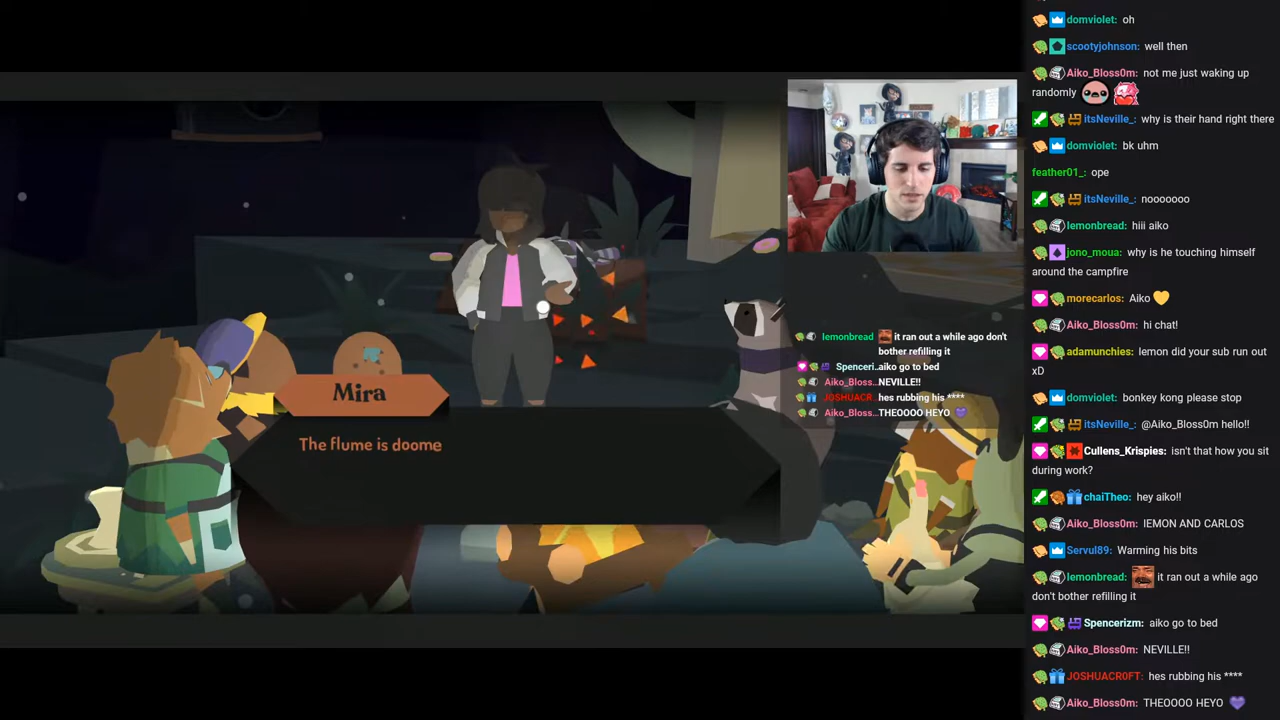 Mira
The flume is doome
lemonbread it ran out a while ago don't
bother refilling it
Spenceri.. aiko go to bed
Aiko_Bloss.. NEVILLE!!
JOSHUACR.. hes rubbing his ****
Aiko_Bloss.. THEOOOO HEYO
domviolet: oh
scootyjohnson: well then
Aiko_Bloss0m: not me just waking up
randomly
itsNeville_: why is their hand right there
domviolet: bk uhm
feather01_: ope
itsNeville_: nooooooo
lemonbread: hiii aiko
jono_moua: why is he touching himself
around the campfire
morecarlos: Aiko
Aiko_Bloss0m: hi chat!
adamunchies: lemon did your sub run out
xD
domviolet: bonkey kong please stop
itsNeville_: @Aiko_Bloss0m hello!!
Cullens_Krispies: isn't that how you sit
during work?
chaiTheo: hey aiko!!
Aiko_Bloss0m: lEMON AND CARLOS
Servul89: Warming his bits
lemonbread: it ran out a while ago
don't bother refilling it
Spencerizm: aiko go to bed
Aiko_Bloss0m: NEVILLE!!
JOSHUACR0FT: hes rubbing his ****
Aiko_Bloss0m: THEOOOO HEYO